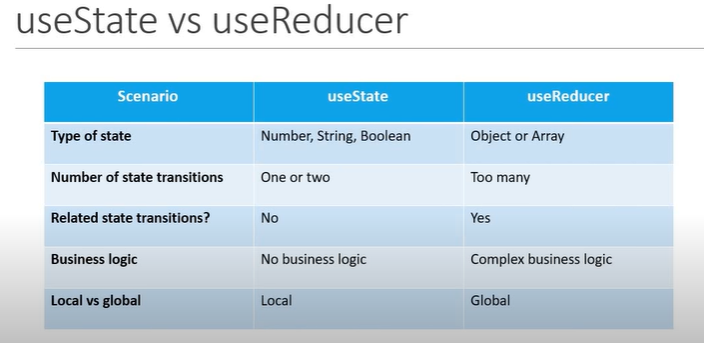 useState vs useReducer
Scenario useState useReducer
Type of state Number, String, Boolean Object or Array
Number of state transitions One or two Too many
Related state transitions? No Yes
Business logic No business logic Complex business logic
Local vs global Local Global